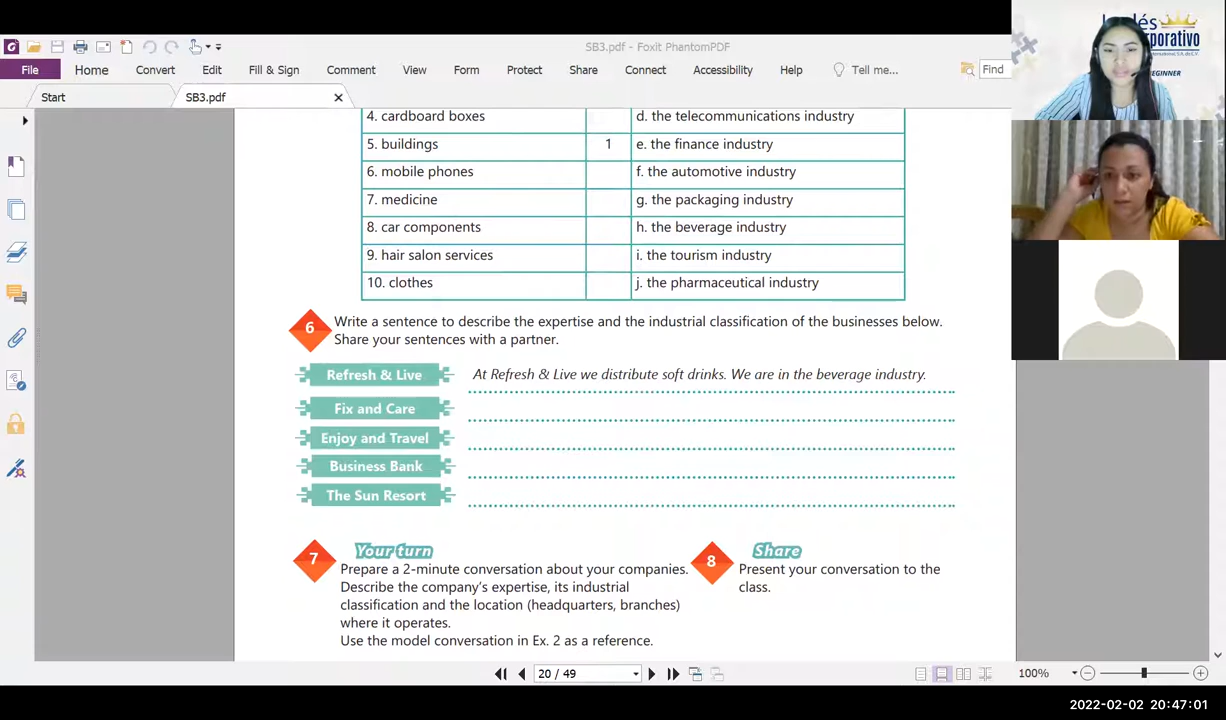 SB3.pdf - Foxit PhantomPDF
File Home Convert Edit Fill & Sign Comment View Form Protect Share Connect Accessibility Help Tell me... Find
Start SB3.pdf
4. cardboard boxes d. the telecommunications industry
5. buildings 1 e. the finance industry
6. mobile phones f. the automotive industry
7. medicine g. the packaging industry
8. car components h. the beverage industry
9. hair salon services i. the tourism industry
10. clothes j. the pharmaceutical industry
6 Write a sentence to describe the expertise and the industrial classification of the businesses below.
Share your sentences with a partner.
Refresh & Live At Refresh & Live we distribute soft drinks. We are in the beverage industry.
Fix and Care
Enjoy and Travel
Business Bank
The Sun Resort
7 Your turn
Prepare a 2-minute conversation about your companies.
Describe the company's expertise, its industrial
classification and the location (headquarters, branches)
where it operates.
Use the model conversation in Ex. 2 as a reference.
8 Share
Present your conversation to the
class.
20 / 49 100%
2022-02-02 20:47:01